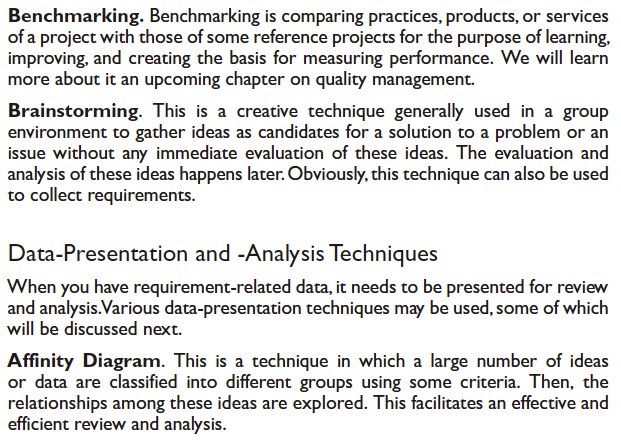 Benchmarking. Benchmarking is comparing practices, products, or services
of a project with those of some reference projects for the purpose of learning,
improving, and creating the basis for measuring performance. We will learn
more about it an upcoming chapter on quality management.
Brainstorming. This is a creative technique generally used in a group
environment to gather ideas as candidates for a solution to a problem or an
issue without any immediate evaluation of these ideas. The evaluation and
analysis of these ideas happens later. Obviously, this technique can also be used
to collect requirements.
Data-Presentation and -Analysis Techniques
When you have requirement-related data, it needs to be presented for review
and analysis.Various data-presentation techniques may be used, some of which
will be discussed next.
Affinity Diagram. This is a technique in which a large number of ideas
or data are classified into different groups using some criteria. Then, the
relationships among these ideas are explored. This facilitates an effective and
efficient review and analysis.